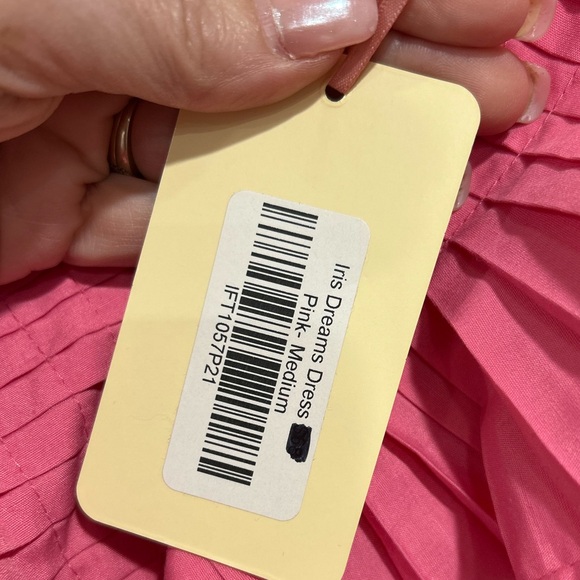 Iris Dreams Dress
Pink- Medium
IFT1057P21